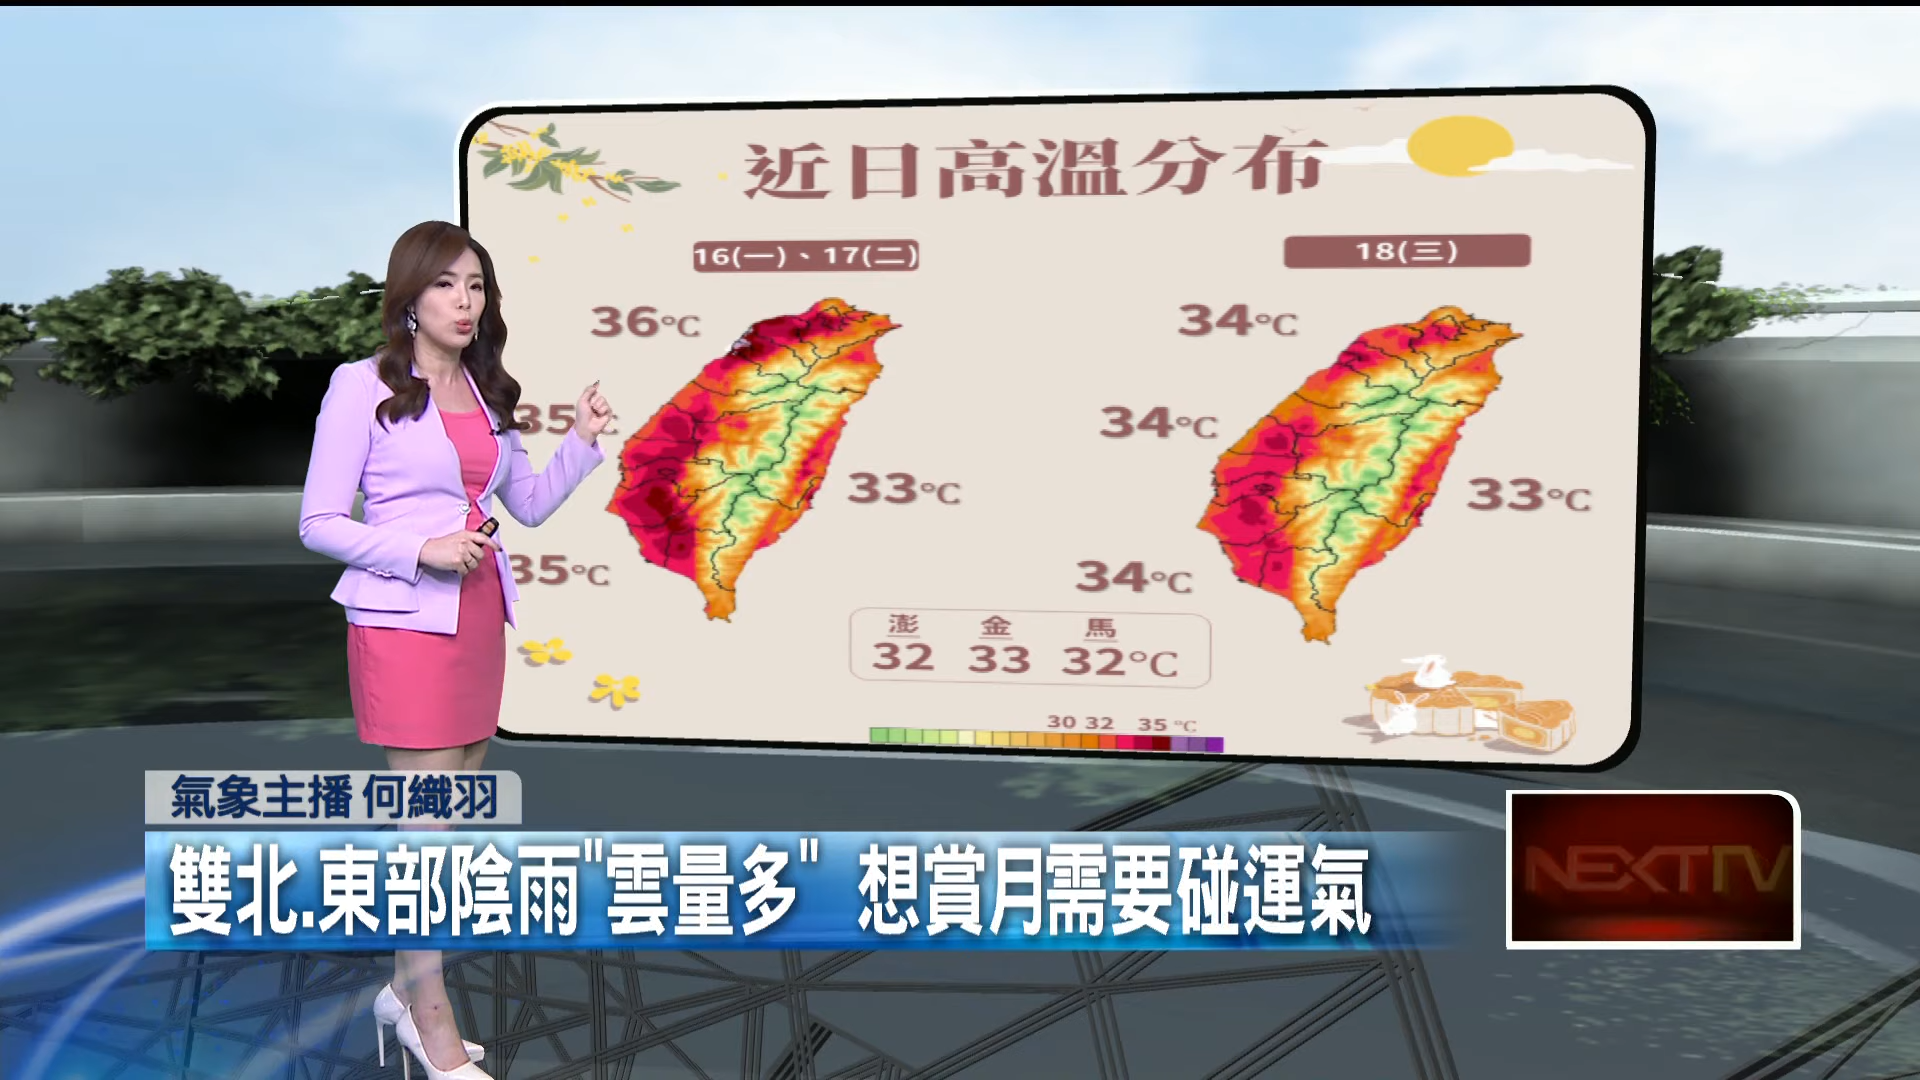 近日高溫分布
16(一)、17(二)
18(三)
36°C
34°C
35°C
34°C
33°C
33°C
35°C
34°C
澎 金 馬
32 33 32°C
30 32 35 °C
氣象主播 何織羽
雙北.東部陰雨"雲量多" 想賞月需要碰運氣
NEXTTV